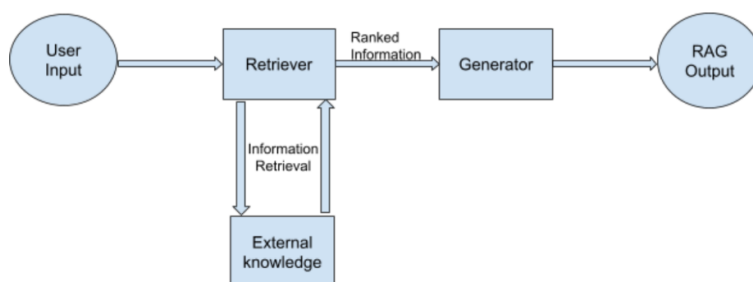 User
Input
Retriever
Ranked
Information
Generator
RAG
Output
Information
Retrieval
External
knowledge